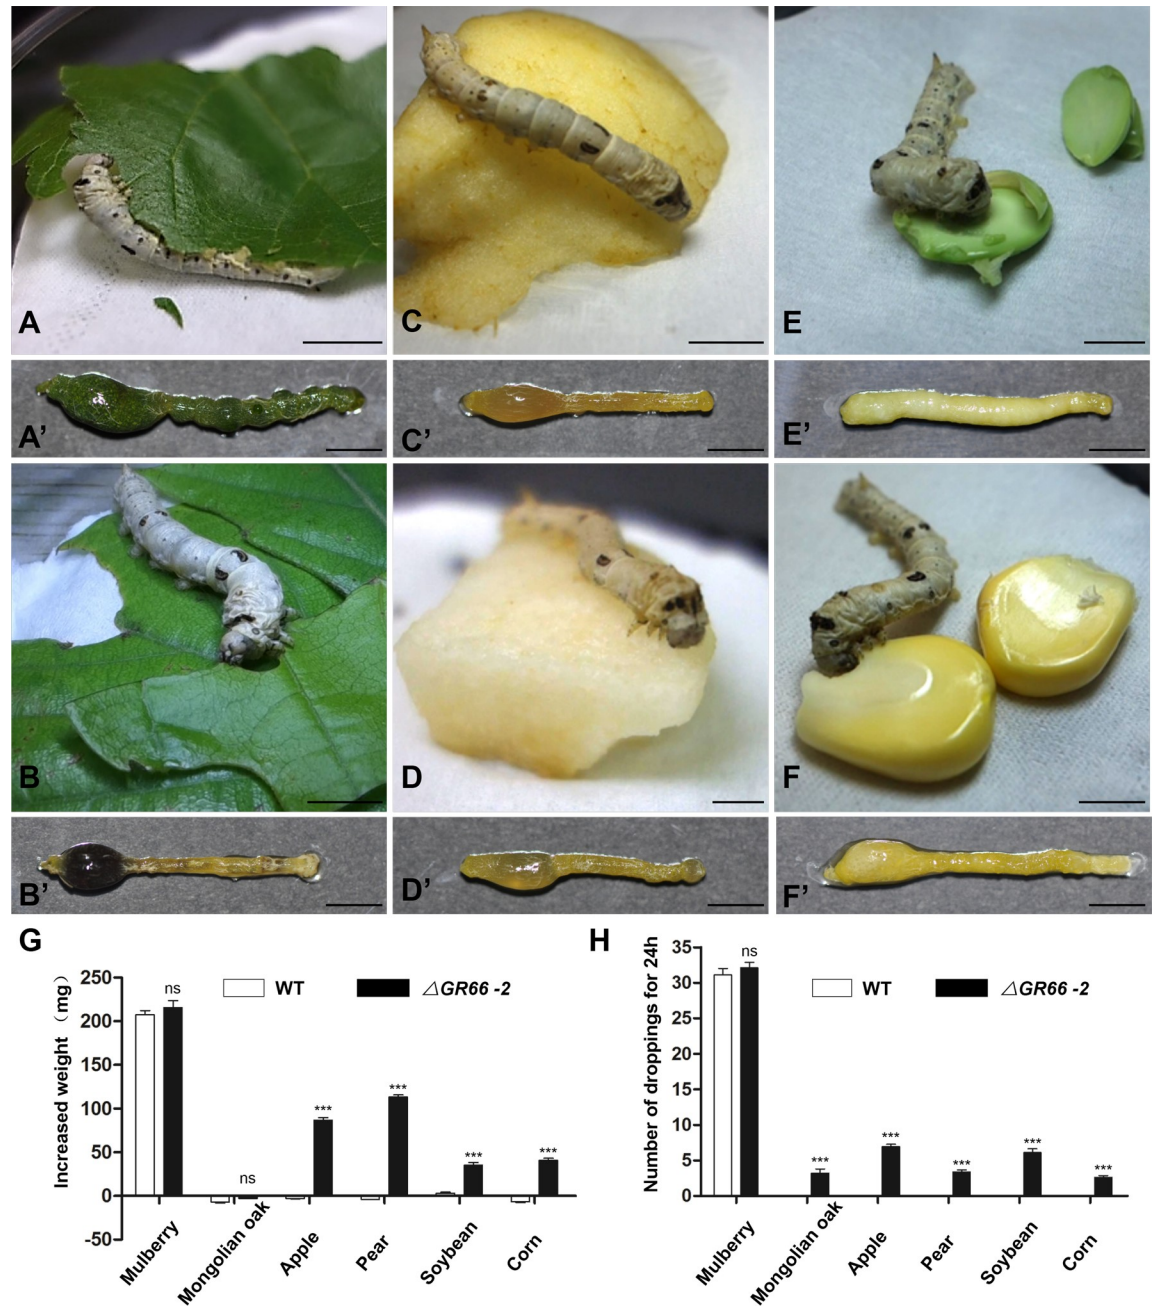 A
C
E
A’
C’
E’
B
D
F
B’
D’
F’
G
H
Increased weight（mg）
250
200
150
100
50
0
-50
WT
△GR66 -2
ns
ns
***
***
***
***
Mulberry
Mongolian oak
Apple
Pear
Soybean
Corn
Number of droppings for 24h
35
30
25
20
15
10
5
0
WT
△GR66 -2
ns
***
***
***
***
***
Mulberry
Mongolian oak
Apple
Pear
Soybean
Corn